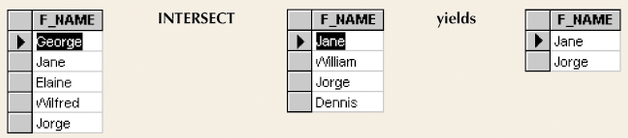 F_NAME
George
Jane
Elaine
Wilfred
Jorge
INTERSECT
F_NAME
Jane
William
Jorge
Dennis
yields
F_NAME
Jane
Jorge